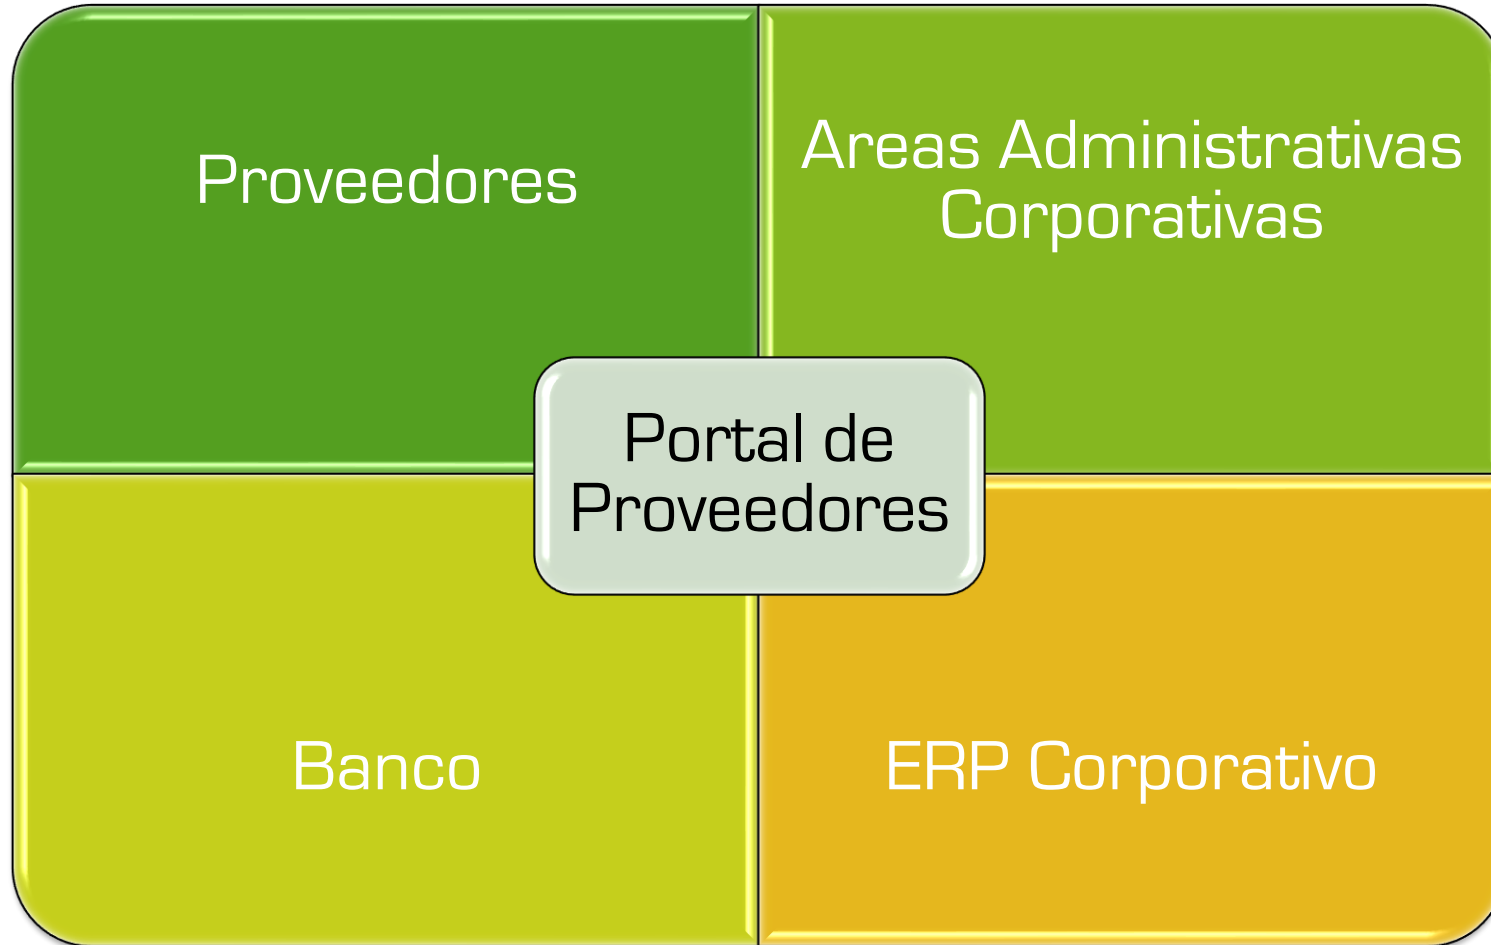 Proveedores
Areas Administrativas
Corporativas
Portal de
Proveedores
Banco
ERP Corporativo